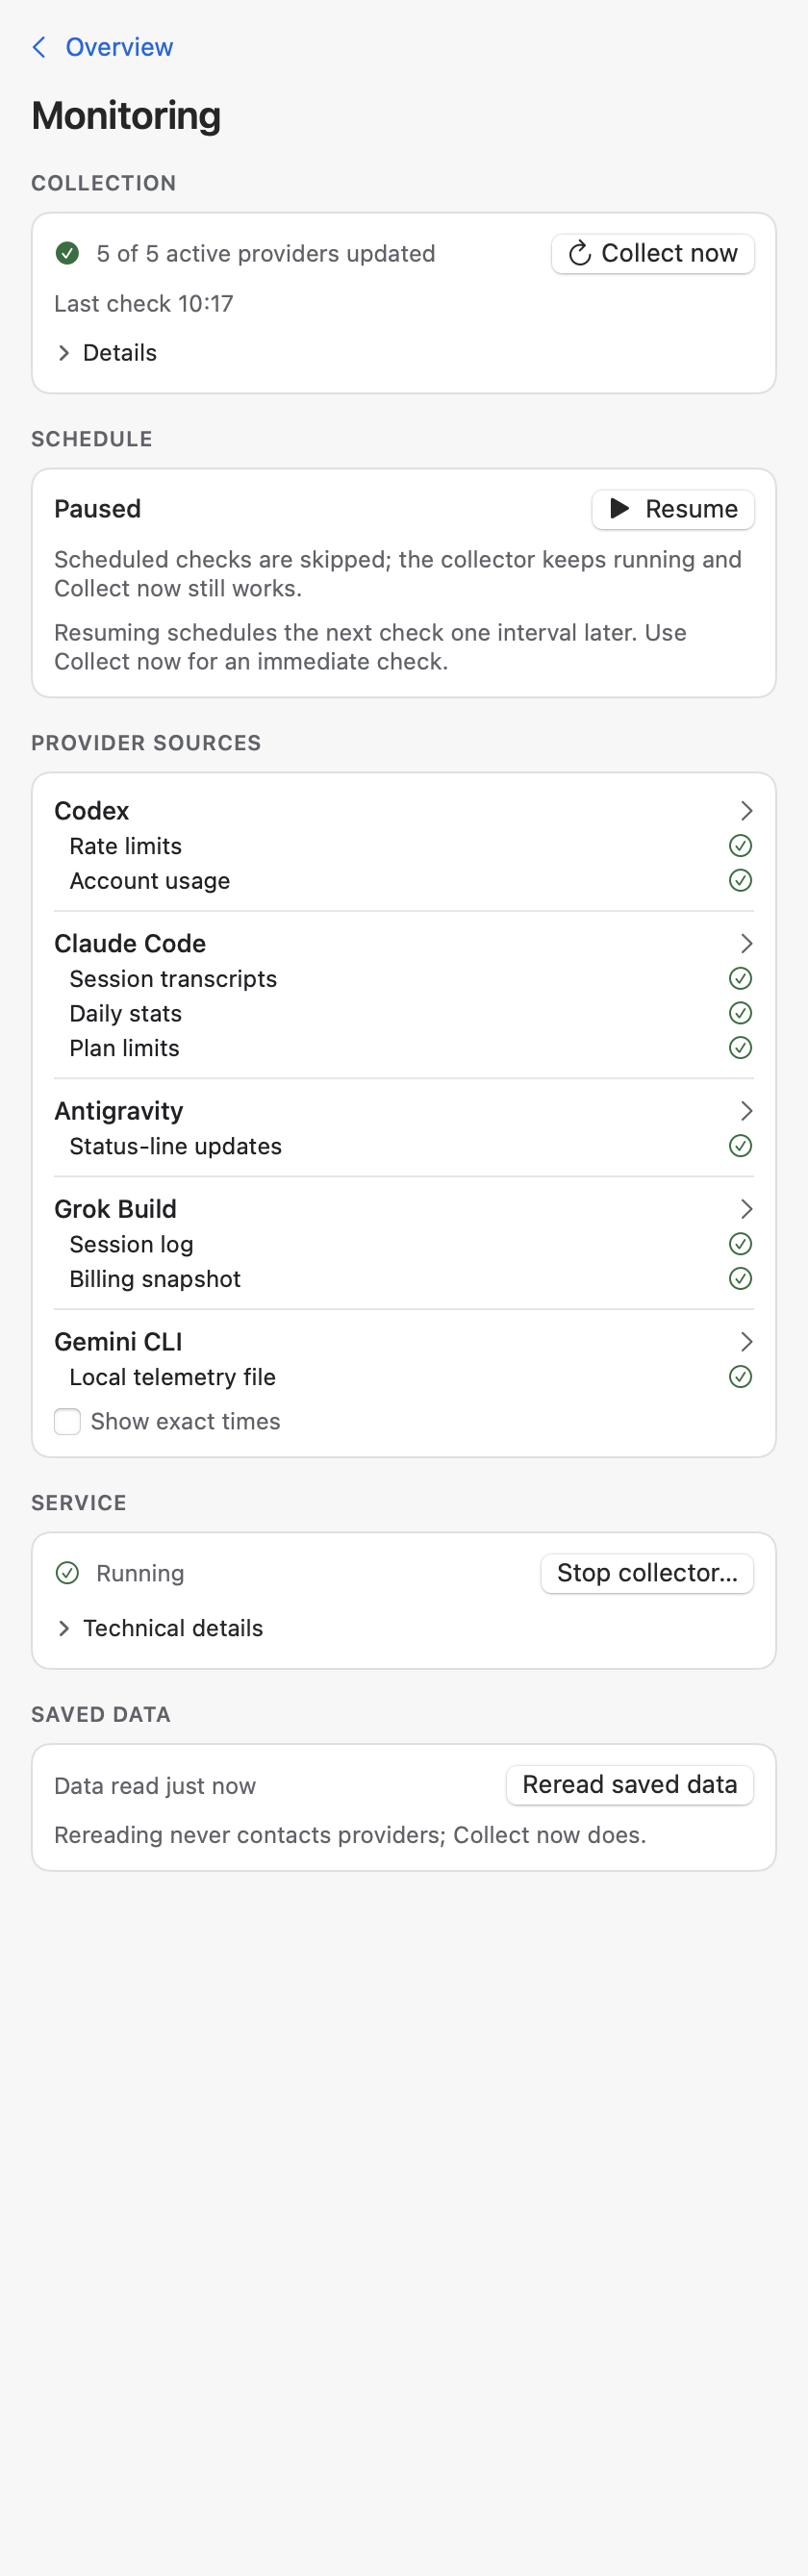 Overview
Monitoring
COLLECTION
5 of 5 active providers updated
Collect now
Last check 10:17
Details
SCHEDULE
Paused
Resume
Scheduled checks are skipped; the collector keeps running and
Collect now still works.
Resuming schedules the next check one interval later. Use
Collect now for an immediate check.
PROVIDER SOURCES
Codex
Rate limits
Account usage
Claude Code
Session transcripts
Daily stats
Plan limits
Antigravity
Status-line updates
Grok Build
Session log
Billing snapshot
Gemini CLI
Local telemetry file
Show exact times
SERVICE
Running
Stop collector...
Technical details
SAVED DATA
Data read just now
Reread saved data
Rereading never contacts providers; Collect now does.